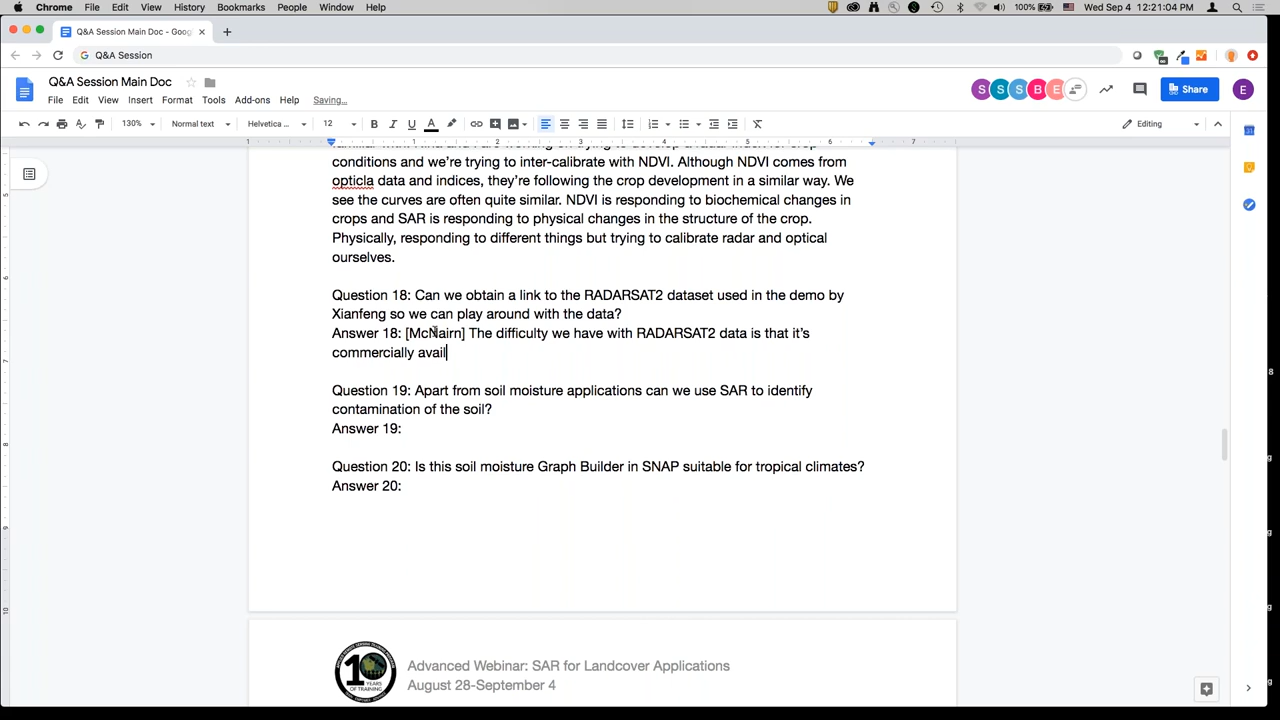 Chrome File Edit View History Bookmarks People Window Help 100% Wed Sep 4 12:21:04 PM
Q&A Session Main Doc - Goog
Q&A Session
Q&A Session Main Doc
File Edit View Insert Format Tools Add-ons Help Saving...
S S S B E Share E
130% Normal text Helvetica ... 12 B I U A Editing
1 1 2 3 4 5 6 7
conditions and we're trying to inter-calibrate with NDVI. Although NDVI comes from
opticla data and indices, they're following the crop development in a similar way. We
see the curves are often quite similar. NDVI is responding to biochemical changes in
crops and SAR is responding to physical changes in the structure of the crop.
Physically, responding to different things but trying to calibrate radar and optical
ourselves.
Question 18: Can we obtain a link to the RADARSAT2 dataset used in the demo by
Xianfeng so we can play around with the data?
Answer 18: [McNairn] The difficulty we have with RADARSAT2 data is that it's
commercially avail
Question 19: Apart from soil moisture applications can we use SAR to identify
contamination of the soil?
Answer 19:
Question 20: Is this soil moisture Graph Builder in SNAP suitable for tropical climates?
Answer 20:
10 YEARS OF TRAINING
Advanced Webinar: SAR for Landcover Applications
August 28-September 4